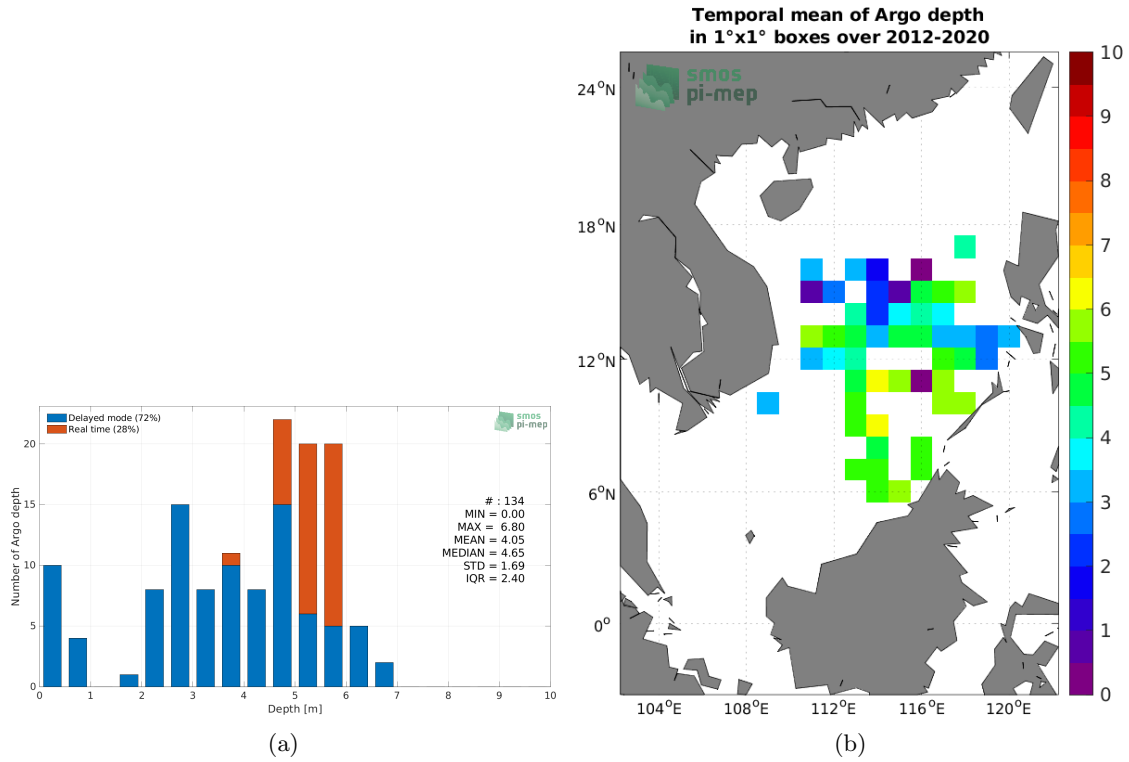 Temporal mean of Argo depth
in 1°x1° boxes over 2012-2020
smos
pi-mep
24°N
18°N
12°N
6°N
0°
104°E
108°E
112°E
116°E
120°E
10
9
8
7
6
5
4
3
2
1
0
Delayed mode (72%)
Real time (28%)
smos
pi-mep
# : 134
MIN = 0.00
MAX = 6.80
MEAN = 4.05
MEDIAN = 4.65
STD = 1.69
IQR = 2.40
Number of Argo depth
20
15
10
5
0
0
1
2
3
4
5
6
7
8
9
10
Depth [m]
(a)
(b)